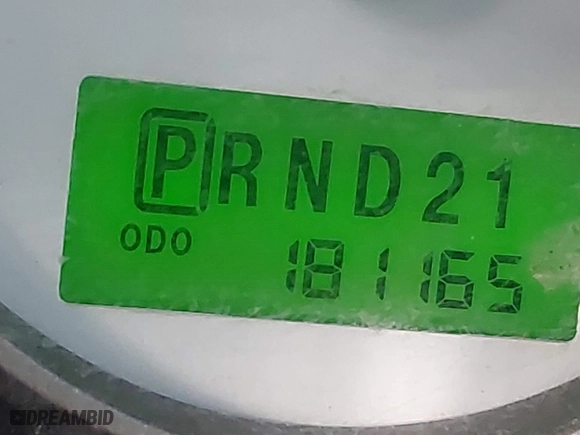 PRND21
ODO 181165
DREAMBID